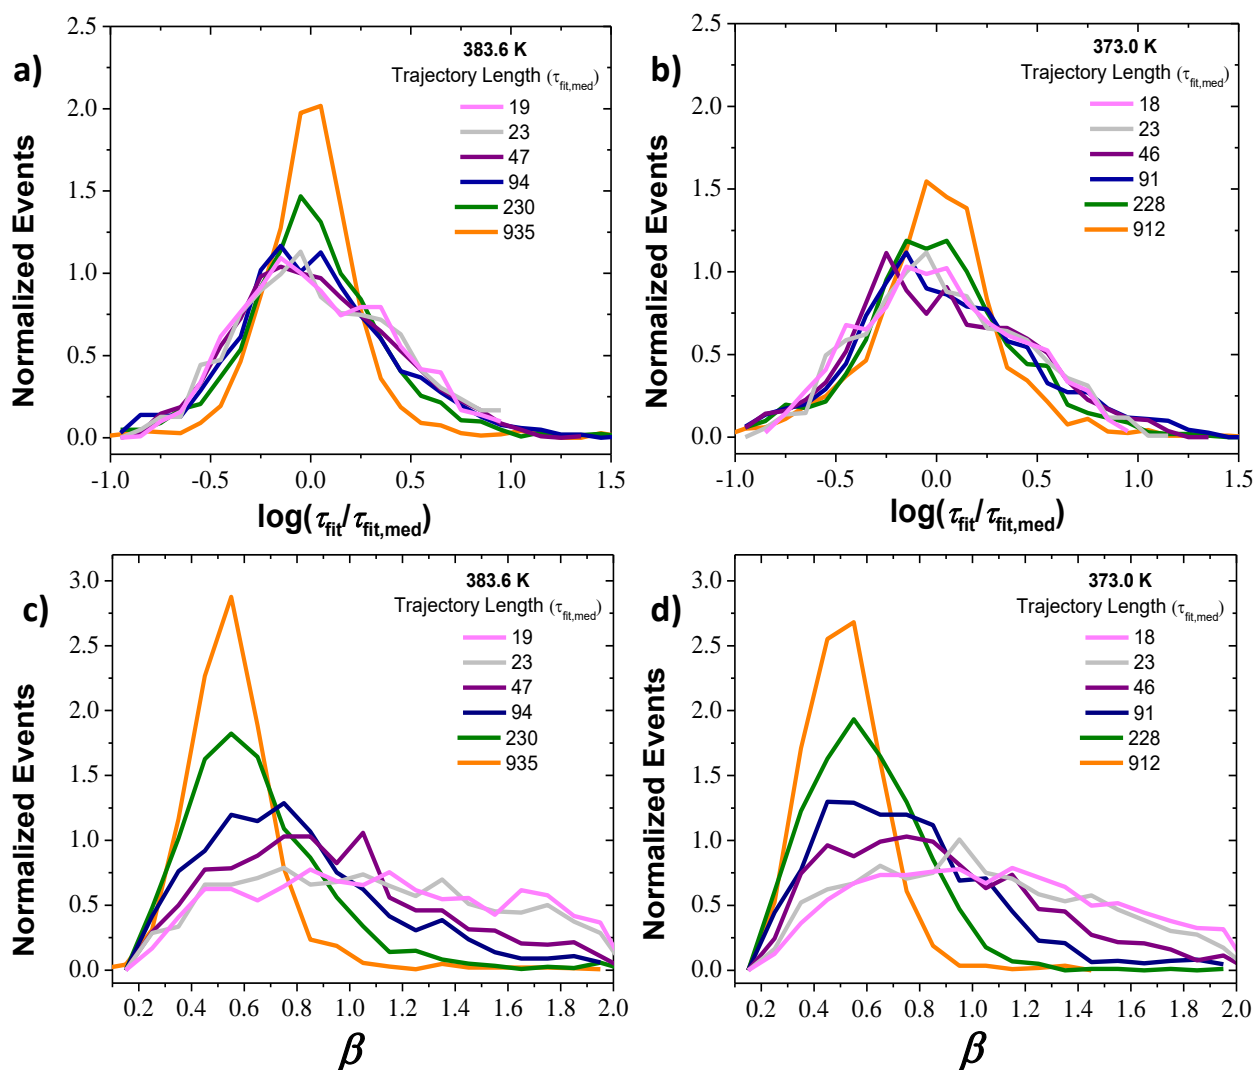 a)
383.6 K
Trajectory Length (τfit,med)
19
23
47
94
230
935
Normalized Events
2.5
2.0
1.5
1.0
0.5
0.0
-1.0 -0.5 0.0 0.5 1.0 1.5
log(τfit/τfit,med)
b)
373.0 K
Trajectory Length (τfit,med)
18
23
46
91
228
912
Normalized Events
2.5
2.0
1.5
1.0
0.5
0.0
-1.0 -0.5 0.0 0.5 1.0 1.5
log(τfit/τfit,med)
c)
383.6 K
Trajectory Length (τfit,med)
19
23
47
94
230
935
Normalized Events
3.0
2.5
2.0
1.5
1.0
0.5
0.0
0.2 0.4 0.6 0.8 1.0 1.2 1.4 1.6 1.8 2.0
β
d)
373.0 K
Trajectory Length (τfit,med)
18
23
46
91
228
912
Normalized Events
3.0
2.5
2.0
1.5
1.0
0.5
0.0
0.2 0.4 0.6 0.8 1.0 1.2 1.4 1.6 1.8 2.0
β